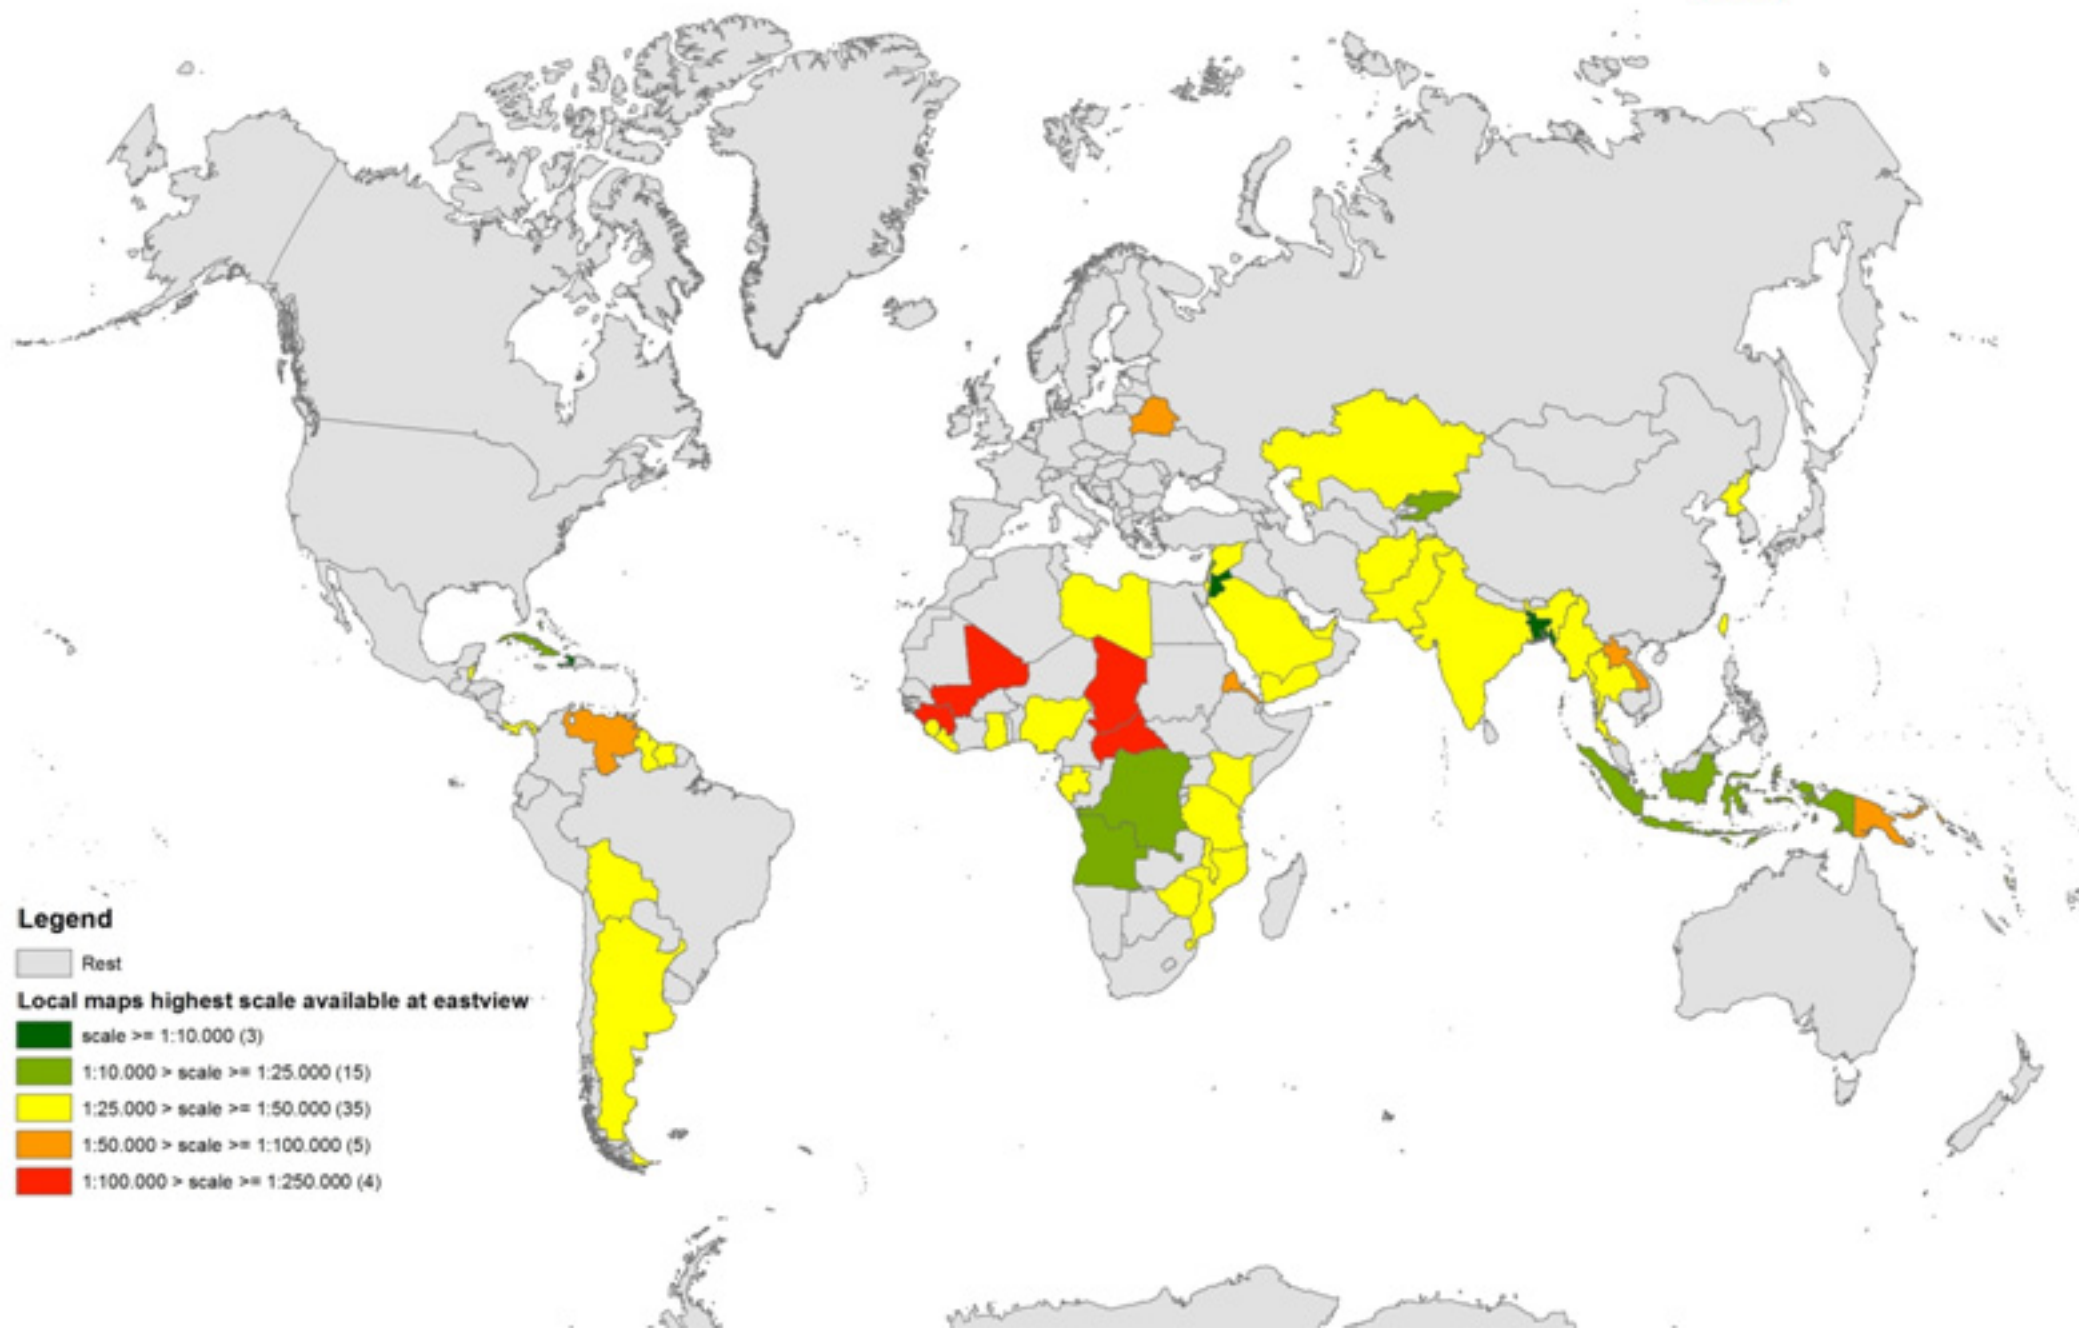 Legend
Rest
Local maps highest scale available at eastview
scale >= 1:10.000 (3)
1:10.000 > scale >= 1:25.000 (15)
1:25.000 > scale >= 1:50.000 (35)
1:50.000 > scale >= 1:100.000 (5)
1:100.000 > scale >= 1:250.000 (4)